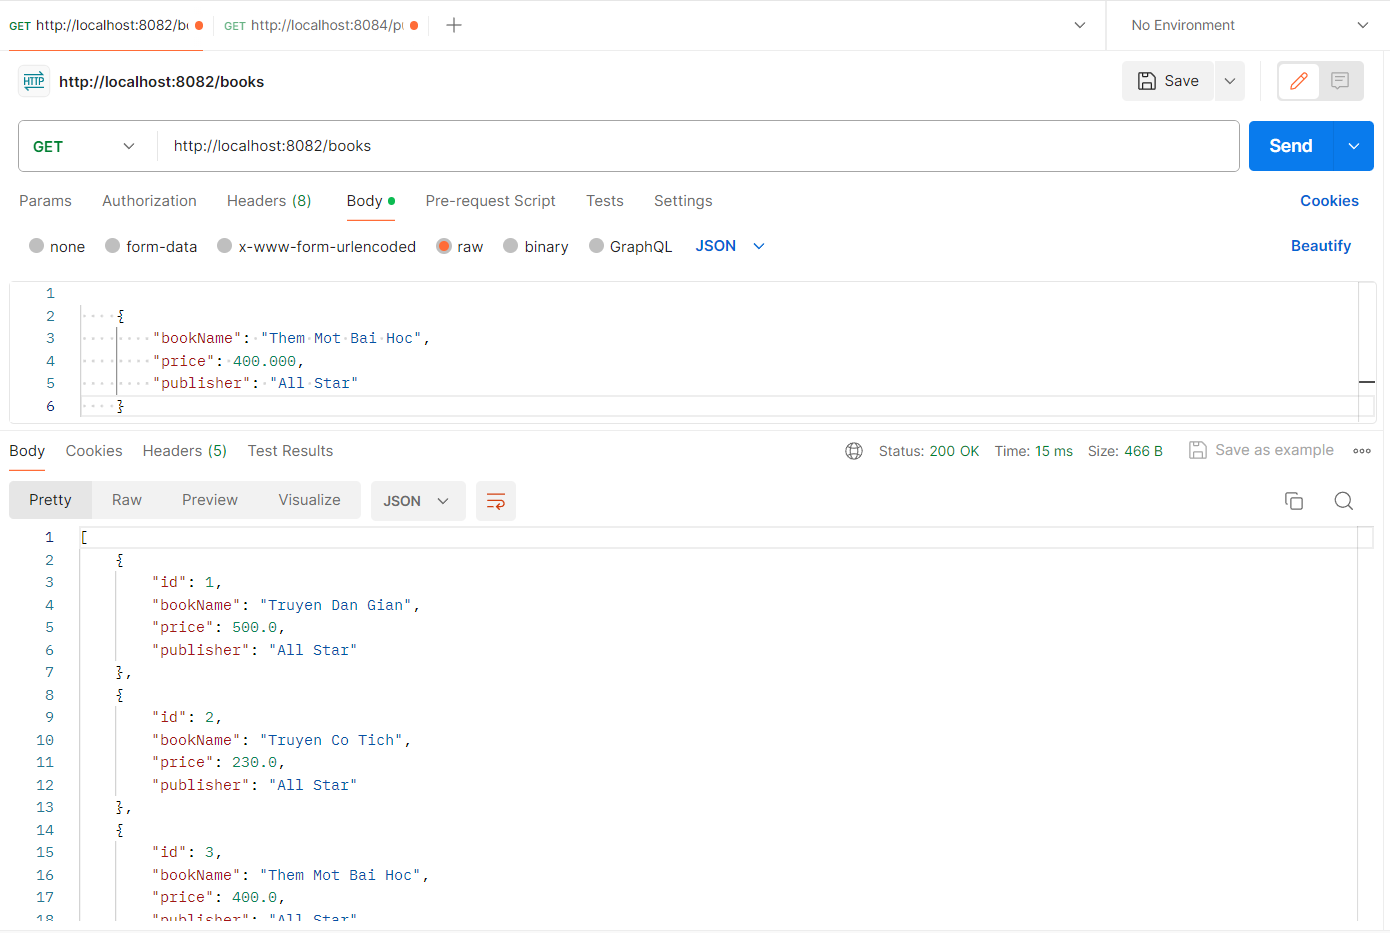 GET http://localhost:8082/b
GET http://localhost:8084/p
No Environment
HTTP http://localhost:8082/books
Save
GET http://localhost:8082/books
Send
Params Authorization Headers (8) Body Pre-request Script Tests Settings Cookies
none form-data x-www-form-urlencoded raw binary GraphQL JSON Beautify
1
2 {
3 "bookName": "Them Mot Bai Hoc",
4 "price": 400.000,
5 "publisher": "All Star"
6 }
Body Cookies Headers (5) Test Results Status: 200 OK Time: 15 ms Size: 466 B Save as example
Pretty Raw Preview Visualize JSON
1 [
2 {
3 "id": 1,
4 "bookName": "Truyen Dan Gian",
5 "price": 500.0,
6 "publisher": "All Star"
7 },
8 {
9 "id": 2,
10 "bookName": "Truyen Co Tich",
11 "price": 230.0,
12 "publisher": "All Star"
13 },
14 {
15 "id": 3,
16 "bookName": "Them Mot Bai Hoc",
17 "price": 400.0,
18 "publisher": "All Star"